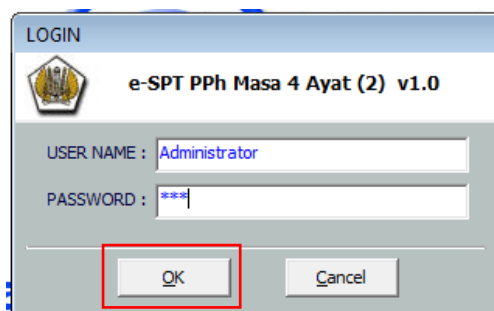 LOGIN
e-SPT PPh Masa 4 Ayat (2) v1.0
USER NAME : Administrator
PASSWORD : ***
OK Cancel